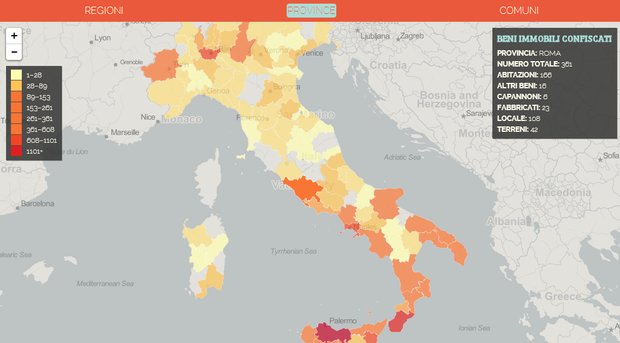 REGIONI
PROVINCE
COMUNI
+
−
1–28
28–89
89–153
153–261
261–361
361–608
608–1101
1101+
BENI IMMOBILI CONFISCATI
PROVINCIA: ROMA
NUMERO TOTALE: 361
ABITAZIONI: 166
ALTRI BENI: 16
CAPANNONI: 6
FABBRICATI: 23
LOCALE: 108
TERRENI: 42
Lyon
Grenoble
Nice
Monaco
Marseille
Barcelona
Venice
Ljubljana
Zagreb
Croatia
Bosnia and
Herzegovina
Sarajevo
Sofia
Macedonia
Albania
Greece
Adriatic Sea
Tyrrhenian Sea
Mediterranean Sea
Ionian Sea
Palermo